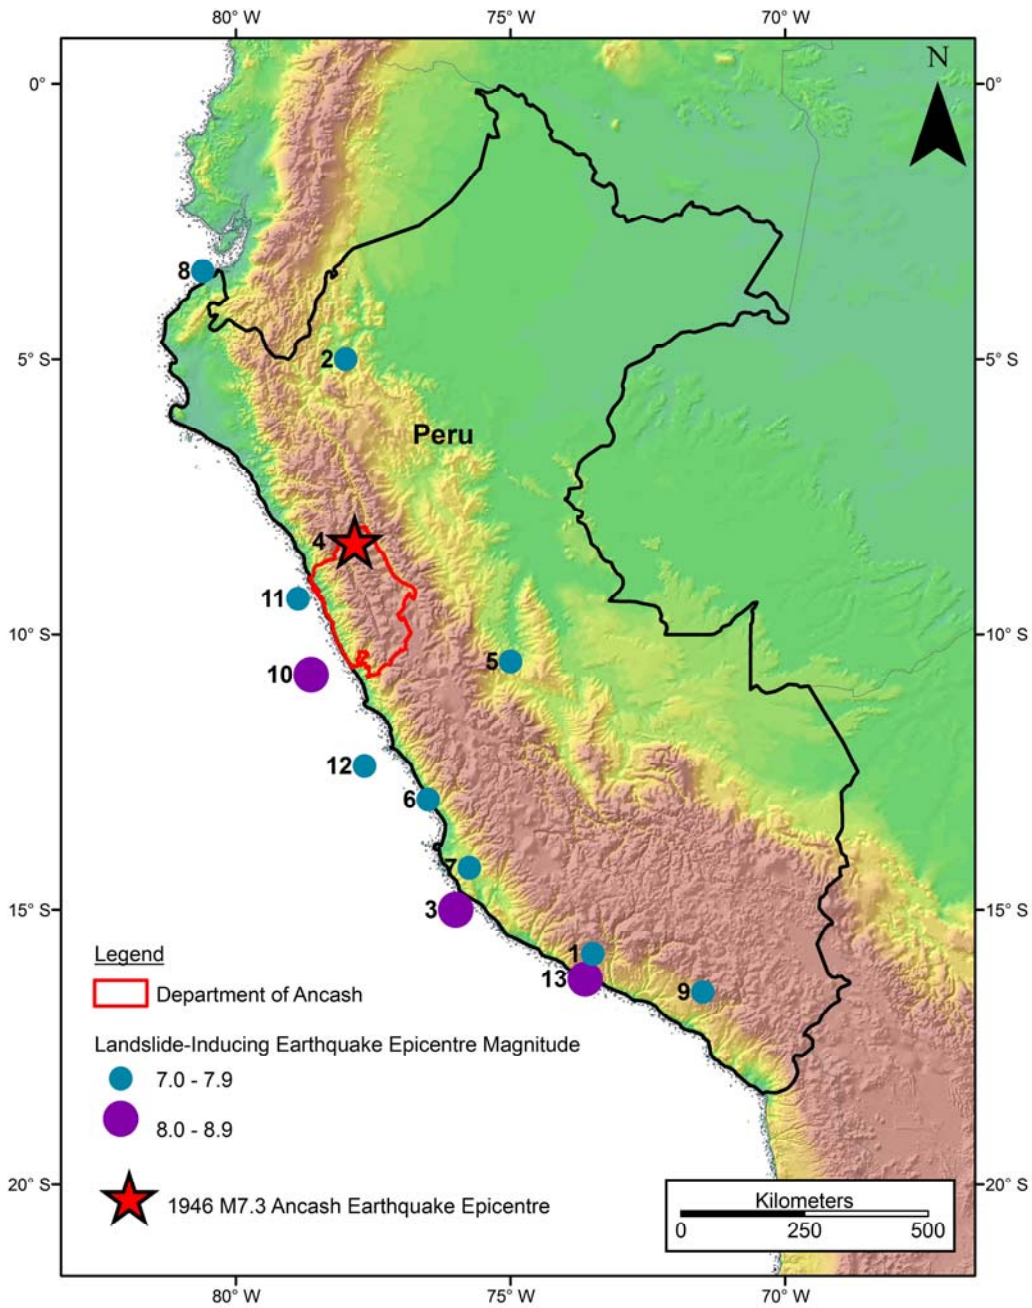 80° W 75° W 70° W
N
0° 0°
8
5° S 5° S
2
Peru
4
11
10° S 10° S
5
10
12
6
7
15° S 15° S
3
1
13
9
Legend
Department of Ancash
Landslide-Inducing Earthquake Epicentre Magnitude
7.0 - 7.9
8.0 - 8.9
20° S 20° S
1946 M7.3 Ancash Earthquake Epicentre
Kilometers
0 250 500
80° W 75° W 70° W